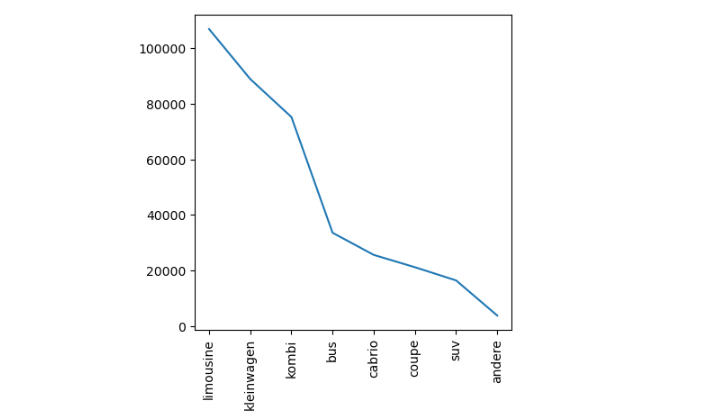 100000
80000
60000
40000
20000
0
limousine
kleinwagen
kombi
bus
cabrio
coupe
suv
andere